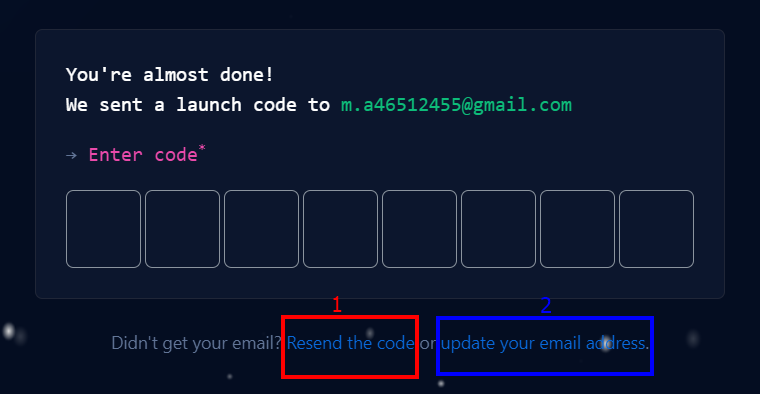 You're almost done!
We sent a launch code to m.a46512455@gmail.com
→ Enter code*
1 2
Didn't get your email? Resend the code or update your email address.